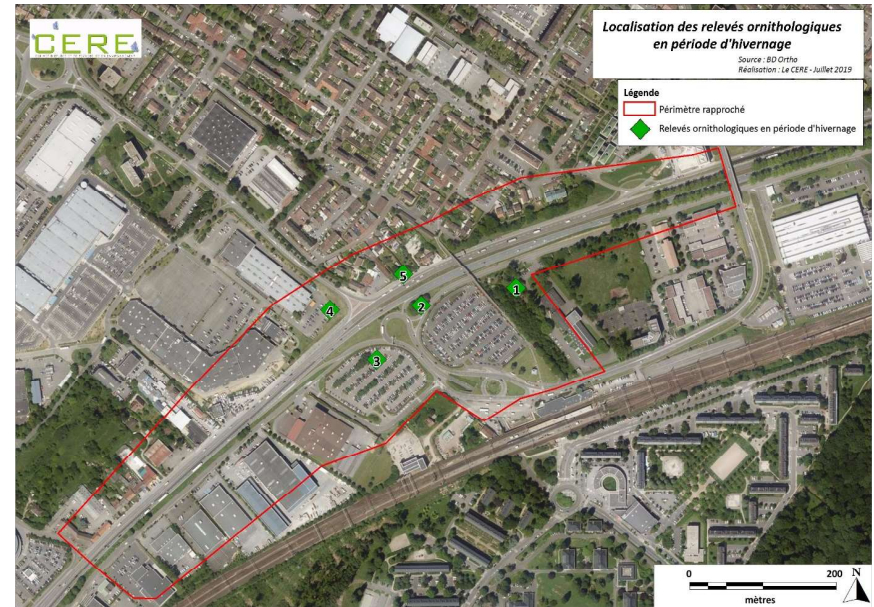 CERE
Localisation des relevés ornithologiques
en période d'hivernage
Source : BD Ortho
Réalisation : Le CERE - Juillet 2019
Légende
Périmètre rapproché
Relevés ornithologiques en période d'hivernage
5
1
2
4
3
0 200 N
mètres